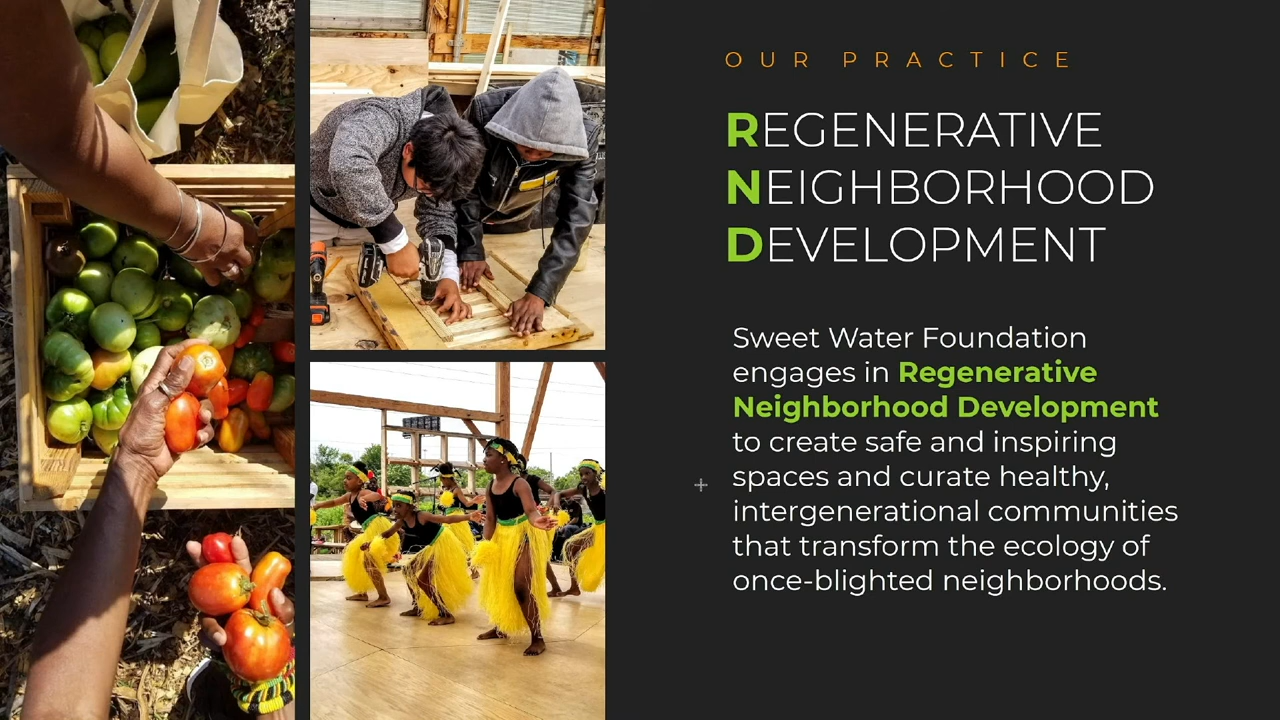 OUR PRACTICE
REGENERATIVE
NEIGHBORHOOD
DEVELOPMENT
Sweet Water Foundation
engages in Regenerative
Neighborhood Development
to create safe and inspiring
spaces and curate healthy,
intergenerational communities
that transform the ecology of
once-blighted neighborhoods.